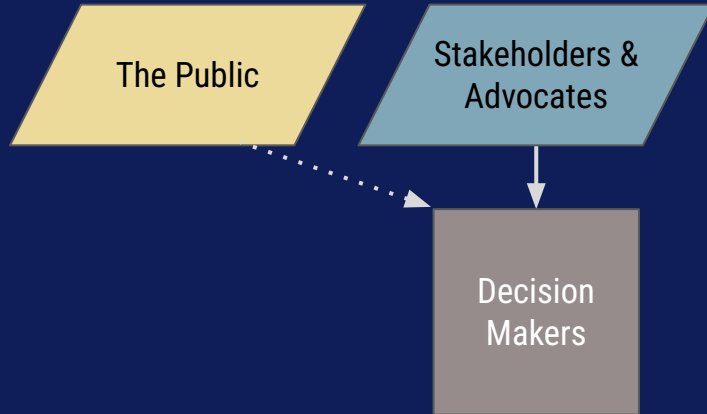 The Public
Stakeholders &
Advocates
Decision
Makers